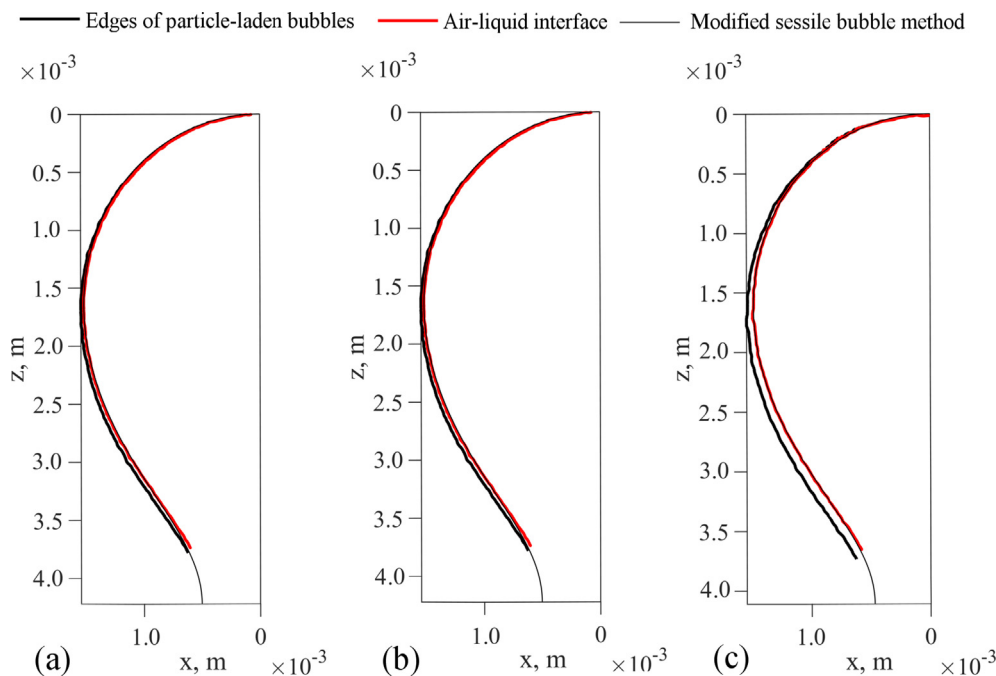 Edges of particle-laden bubbles Air-liquid interface Modified sessile bubble method
×10⁻³ ×10⁻³ ×10⁻³
0 0 0
0.5 0.5 0.5
1.0 1.0 1.0
1.5 1.5 1.5
2.0 2.0 2.0
z, m z, m z, m
2.5 2.5 2.5
3.0 3.0 3.0
3.5 3.5 3.5
4.0 4.0 4.0
1.0 0 1.0 0 1.0 0
(a) x, m ×10⁻³ (b) x, m ×10⁻³ (c) x, m ×10⁻³